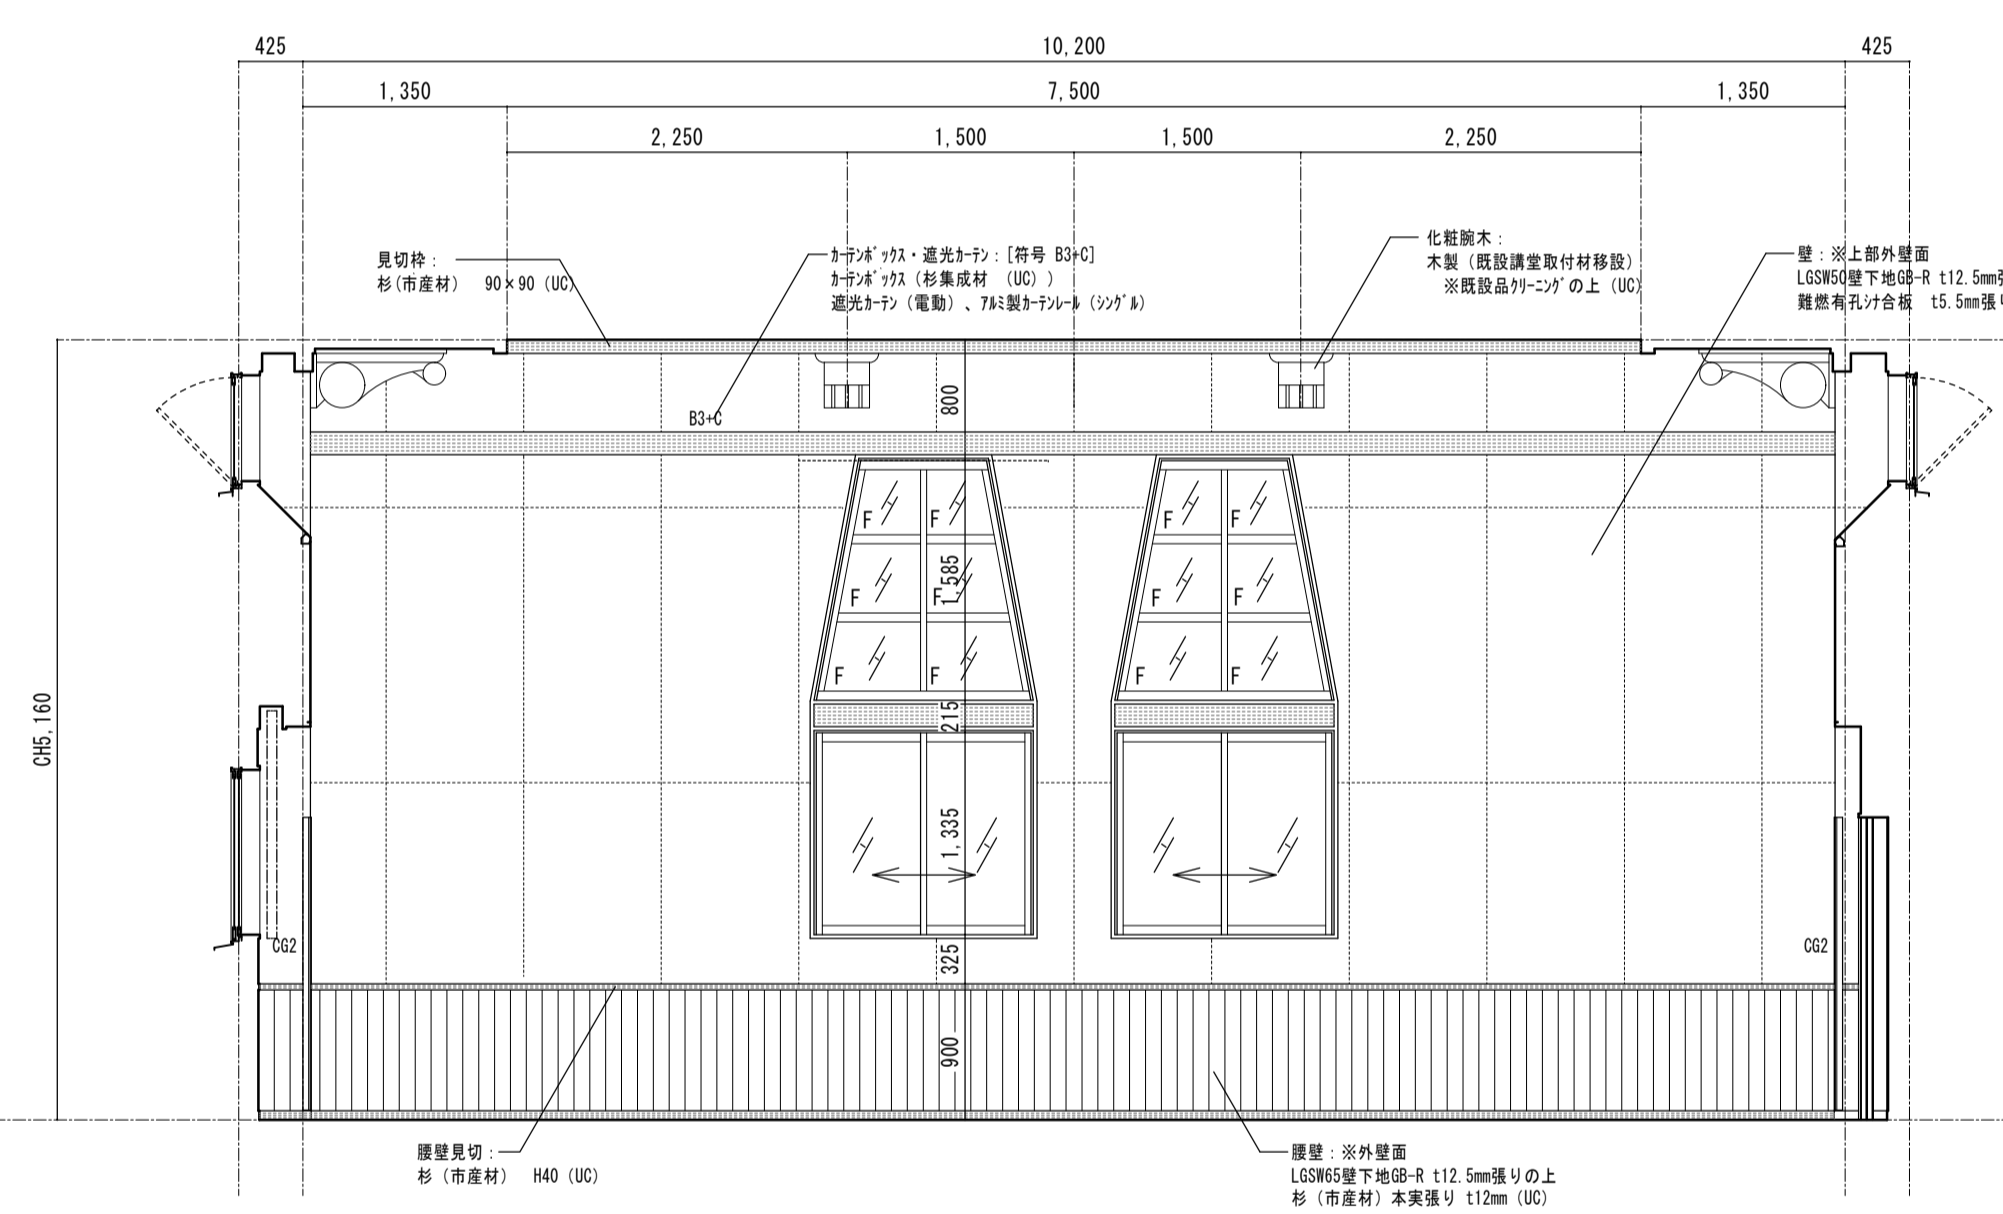 425 10,200 425
1,350 7,500 1,350
2,250 1,500 1,500 2,250
見切枠：
杉(市産材) 90×90 (UC)
カーテンボックス・遮光カーテン：[符号 B3+C]
カーテンボックス（杉集成材 （UC））
遮光カーテン（電動）、アルミ製カーテンレール（シングル）
化粧腕木：
木製（既設講堂取付材移設）
※既設品クリーニングの上（UC）
壁：※上部外壁面
LGSW50壁下地GB-R t12.5mm張
難燃有孔シナ合板 t5.5mm張り
B3+C
800
F F F F
1,585
F F F F
F F F F
215
CH5,160
1,335
CG2 CG2
325
900
腰壁見切：
杉（市産材） H40（UC）
腰壁：※外壁面
LGSW65壁下地GB-R t12.5mm張りの上
杉（市産材）本実張り t12mm（UC）